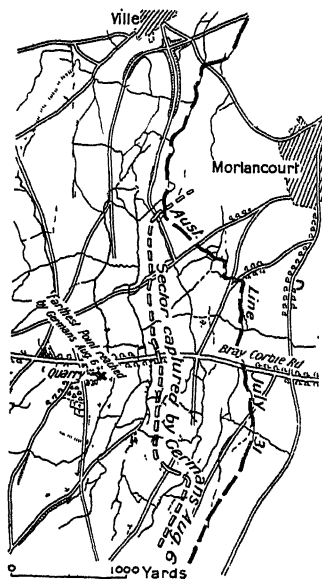 Ville
Morlancourt
Aust. Line July 31
Sector captured by Germans Aug. 6
Farthest Point reached
by Germans Aug. 6
Bray Corbie Rd
Quarry
0 1000 Yards